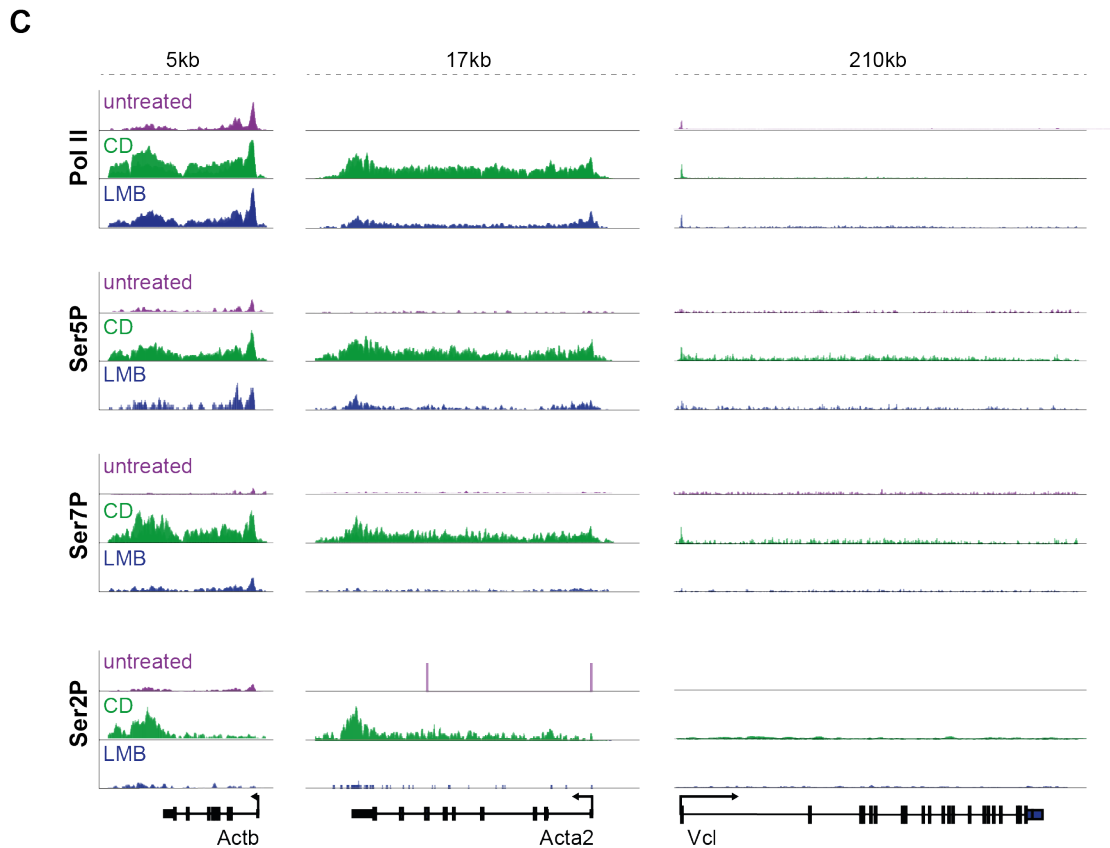 C
5kb 17kb 210kb
Pol II
untreated
CD
LMB
Ser5P
untreated
CD
LMB
Ser7P
untreated
CD
LMB
Ser2P
untreated
CD
LMB
Actb Acta2 Vcl